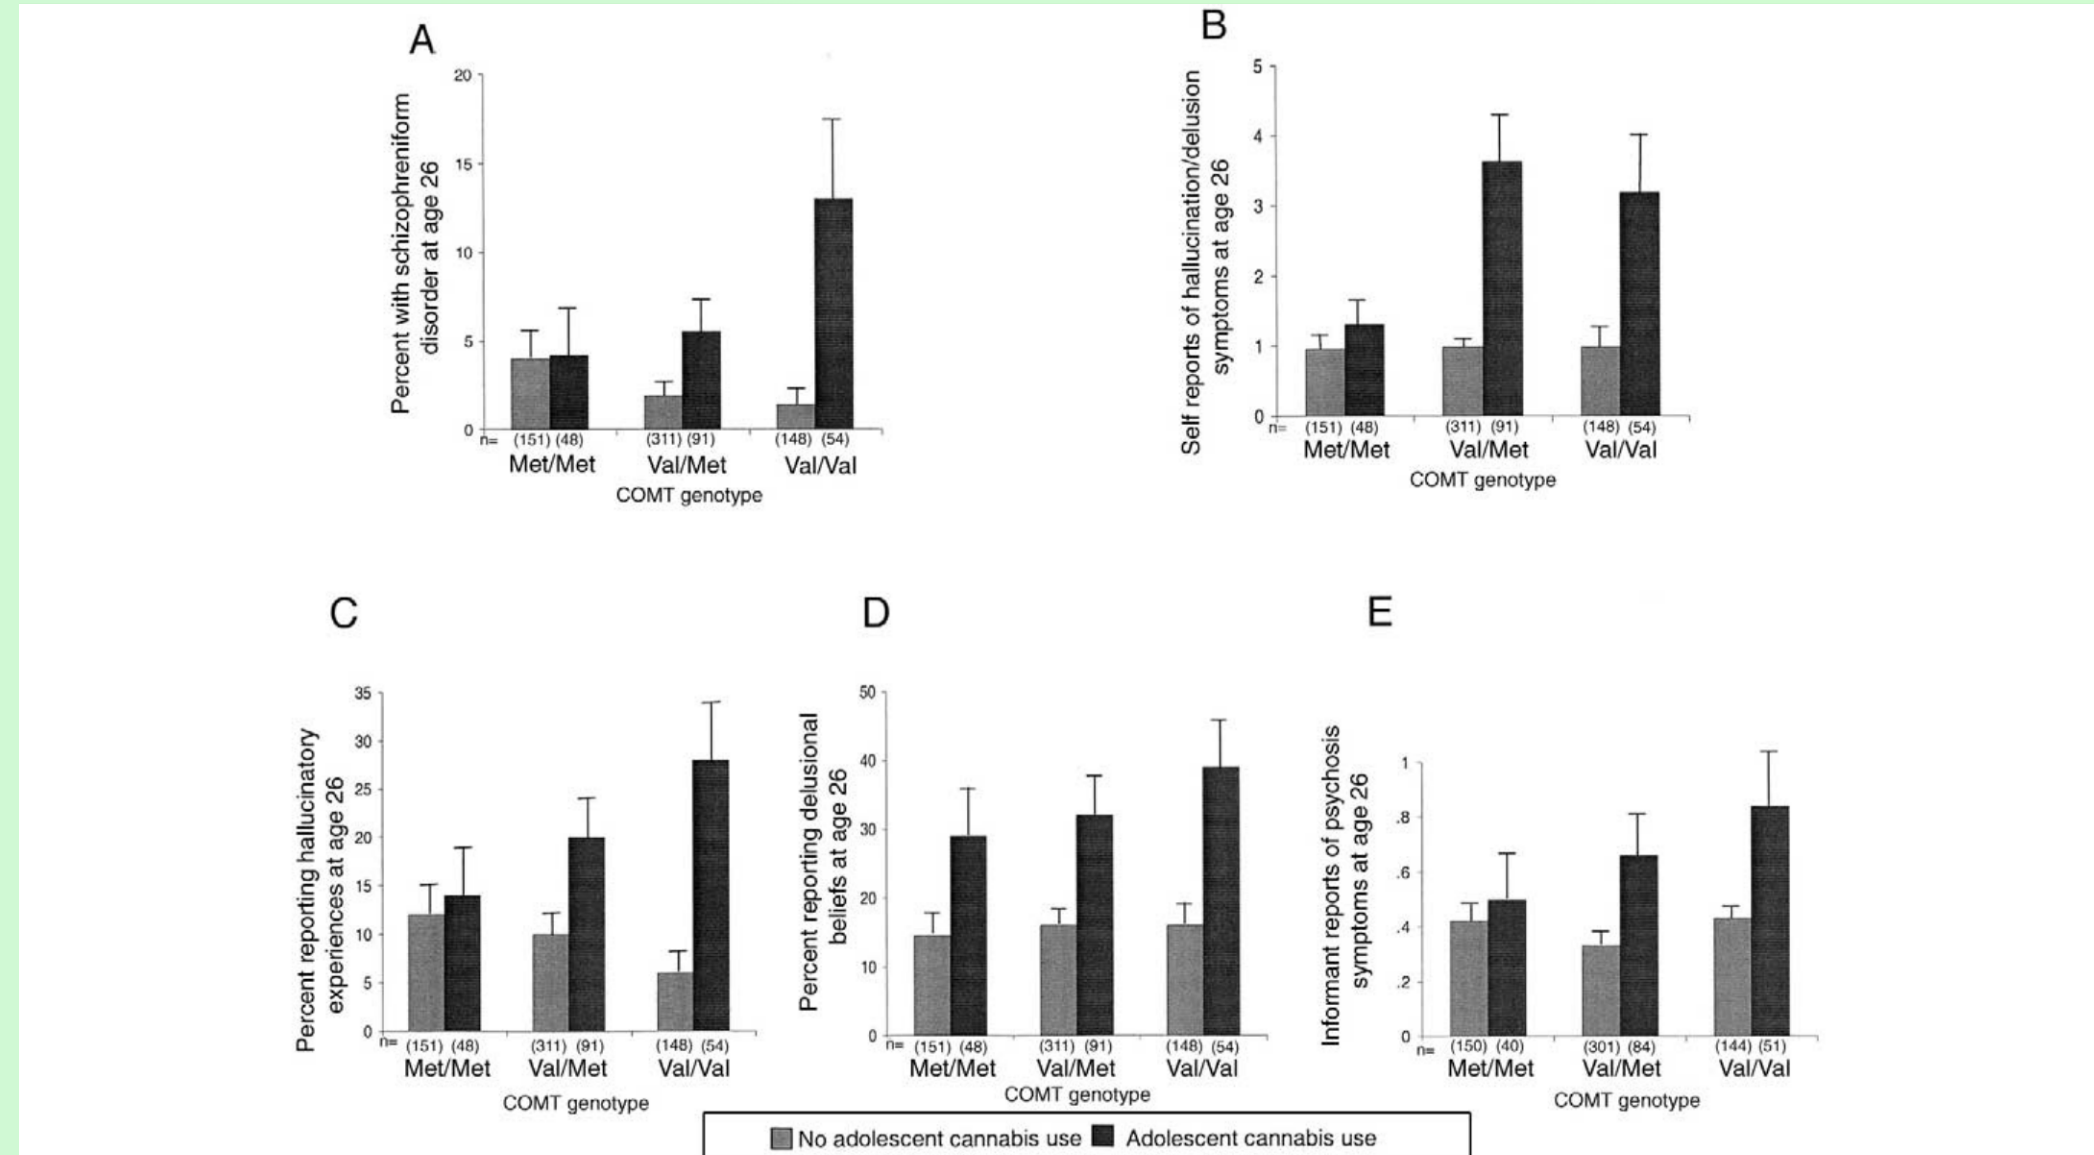 A
Percent with schizophreniform
disorder at age 26
20
15
10
5
0
n= (151) (48) (311) (91) (148) (54)
Met/Met Val/Met Val/Val
COMT genotype
B
Self reports of hallucination/delusion
symptoms at age 26
5
4
3
2
1
0
n= (151) (48) (311) (91) (148) (54)
Met/Met Val/Met Val/Val
COMT genotype
C
Percent reporting hallucinatory
experiences at age 26
35
30
25
20
15
10
5
0
n= (151) (48) (311) (91) (148) (54)
Met/Met Val/Met Val/Val
COMT genotype
D
Percent reporting delusional
beliefs at age 26
50
40
30
20
10
0
n= (151) (48) (311) (91) (148) (54)
Met/Met Val/Met Val/Val
COMT genotype
E
Informant reports of psychosis
symptoms at age 26
1
.8
.6
.4
.2
0
n= (150) (40) (301) (84) (144) (51)
Met/Met Val/Met Val/Val
COMT genotype
No adolescent cannabis use Adolescent cannabis use